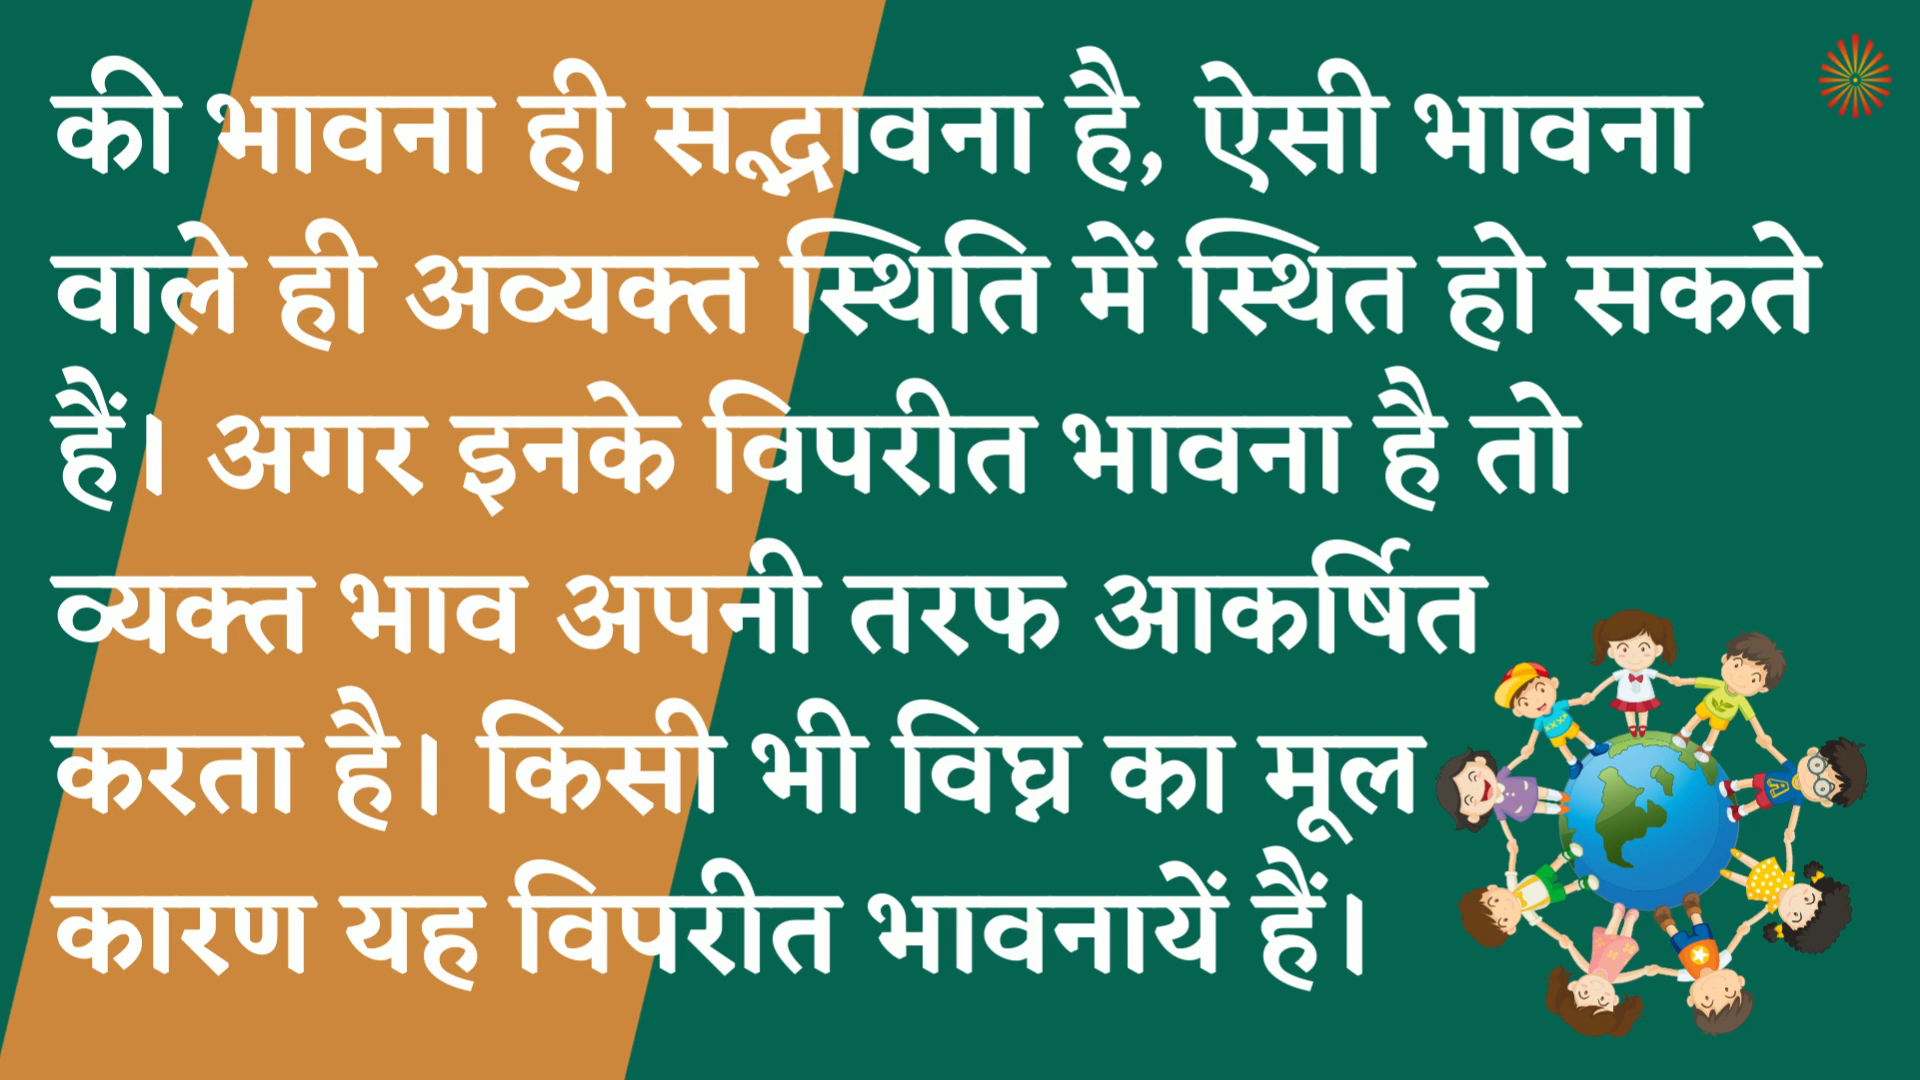 की भावना ही सद्भावना है, ऐसी भावना
वाले ही अव्यक्त स्थिति में स्थित हो सकते
हैं। अगर इनके विपरीत भावना है तो
व्यक्त भाव अपनी तरफ आकर्षित
करता है। किसी भी विघ्न का मूल
कारण यह विपरीत भावनायें हैं।